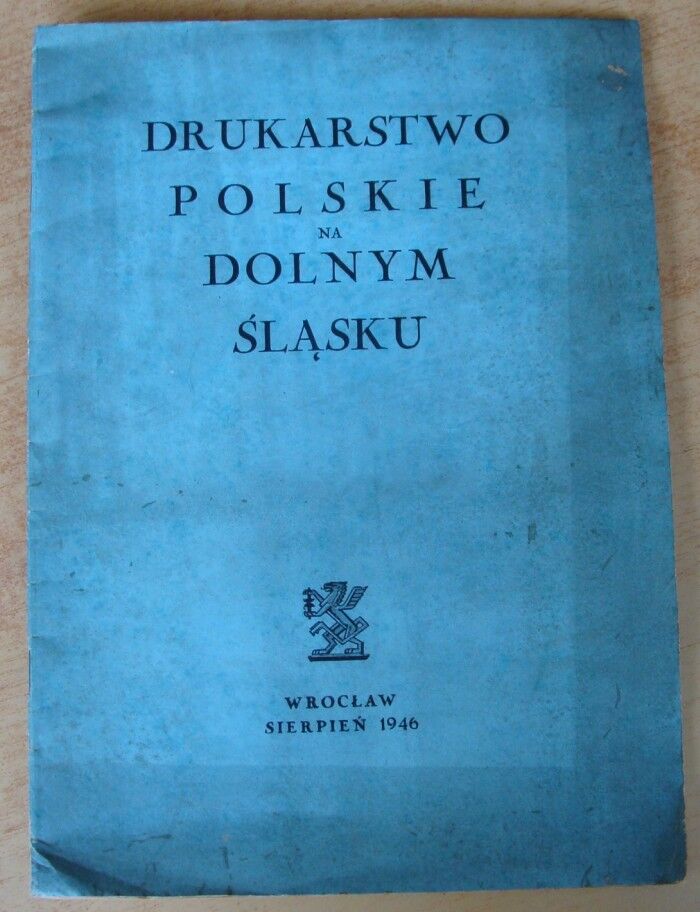 DRUKARSTWO
POLSKIE
NA
DOLNYM
ŚLĄSKU
WROCŁAW
SIERPIEŃ 1946